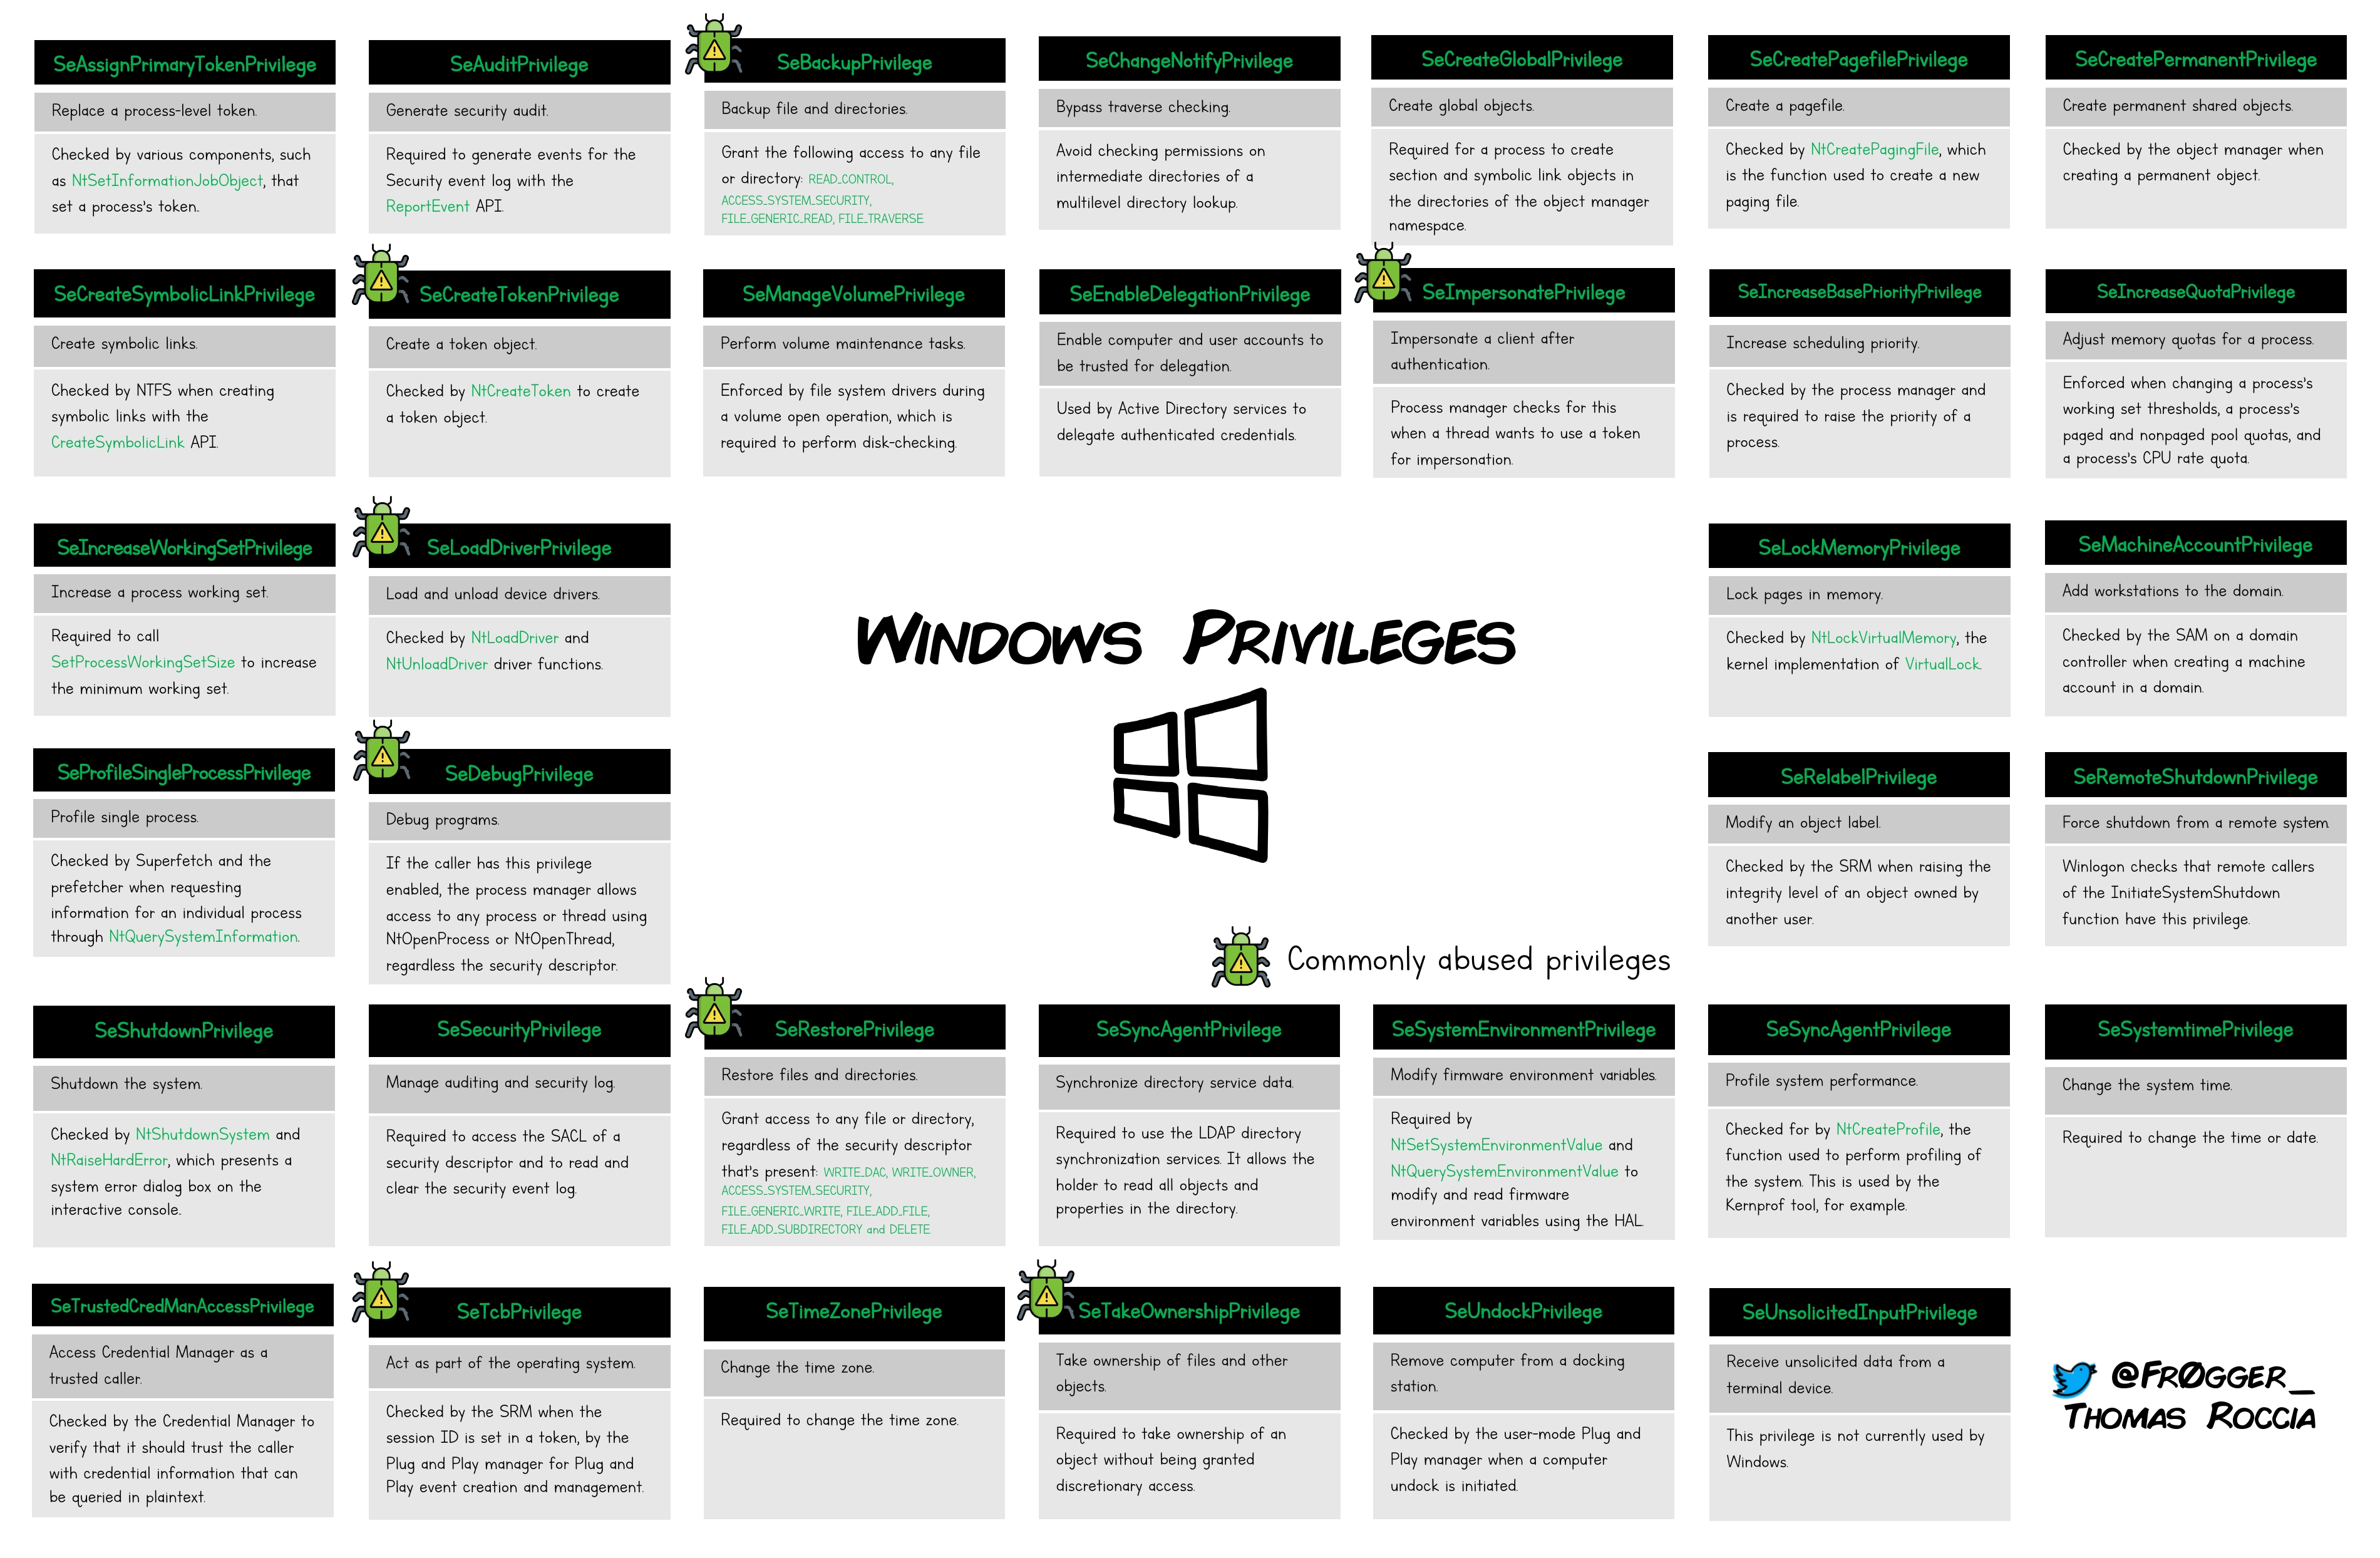 SeAssignPrimaryTokenPrivilege
Replace a process-level token.
Checked by various components, such
as NtSetInformationJobObject, that
set a process's token.
SeAuditPrivilege
Generate security audit.
Required to generate events for the
Security event log with the
ReportEvent API.
SeBackupPrivilege
Backup file and directories.
Grant the following access to any file
or directory: READ_CONTROL,
ACCESS_SYSTEM_SECURITY,
FILE_GENERIC_READ, FILE_TRAVERSE.
SeChangeNotifyPrivilege
Bypass traverse checking.
Avoid checking permissions on
intermediate directories of a
multilevel directory lookup.
SeCreateGlobalPrivilege
Create global objects.
Required for a process to create
section and symbolic link objects in
the directories of the object manager
namespace.
SeCreatePagefilePrivilege
Create a pagefile.
Checked by NtCreatePagingFile, which
is the function used to create a new
paging file.
SeCreatePermanentPrivilege
Create permanent shared objects.
Checked by the object manager when
creating a permanent object.
SeCreateSymbolicLinkPrivilege
Create symbolic links.
Checked by NTFS when creating
symbolic links with the
CreateSymbolicLink API.
SeCreateTokenPrivilege
Create a token object.
Checked by NtCreateToken to create
a token object.
SeManageVolumePrivilege
Perform volume maintenance tasks.
Enforced by file system drivers during
a volume open operation, which is
required to perform disk-checking.
SeEnableDelegationPrivilege
Enable computer and user accounts to
be trusted for delegation.
Used by Active Directory services to
delegate authenticated credentials.
SeImpersonatePrivilege
Impersonate a client after
authentication.
Process manager checks for this
when a thread wants to use a token
for impersonation.
SeIncreaseBasePriorityPrivilege
Increase scheduling priority.
Checked by the process manager and
is required to raise the priority of a
process.
SeIncreaseQuotaPrivilege
Adjust memory quotas for a process.
Enforced when changing a process's
working set thresholds, a process's
paged and nonpaged pool quotas, and
a process's CPU rate quota.
SeIncreaseWorkingSetPrivilege
Increase a process working set.
Required to call
SetProcessWorkingSetSize to increase
the minimum working set.
SeLoadDriverPrivilege
Load and unload device drivers.
Checked by NtLoadDriver and
NtUnloadDriver driver functions.
Windows Privileges
SeLockMemoryPrivilege
Lock pages in memory.
Checked by NtLockVirtualMemory, the
kernel implementation of VirtualLock.
SeMachineAccountPrivilege
Add workstations to the domain.
Checked by the SAM on a domain
controller when creating a machine
account in a domain.
SeProfileSingleProcessPrivilege
Profile single process.
Checked by Superfetch and the
prefetcher when requesting
information for an individual process
through NtQuerySystemInformation.
SeDebugPrivilege
Debug programs.
If the caller has this privilege
enabled, the process manager allows
access to any process or thread using
NtOpenProcess or NtOpenThread,
regardless the security descriptor.
SeRelabelPrivilege
Modify an object label.
Checked by the SRM when raising the
integrity level of an object owned by
another user.
SeRemoteShutdownPrivilege
Force shutdown from a remote system.
Winlogon checks that remote callers
of the InitiateSystemShutdown
function have this privilege.
Commonly abused privileges
SeShutdownPrivilege
Shutdown the system.
Checked by NtShutdownSystem and
NtRaiseHardError, which presents a
system error dialog box on the
interactive console.
SeSecurityPrivilege
Manage auditing and security log.
Required to access the SACL of a
security descriptor and to read and
clear the security event log.
SeRestorePrivilege
Restore files and directories.
Grant access to any file or directory,
regardless of the security descriptor
that's present: WRITE_DAC, WRITE_OWNER,
ACCESS_SYSTEM_SECURITY,
FILE_GENERIC_WRITE, FILE_ADD_FILE,
FILE_ADD_SUBDIRECTORY and DELETE.
SeSyncAgentPrivilege
Synchronize directory service data.
Required to use the LDAP directory
synchronization services. It allows the
holder to read all objects and
properties in the directory.
SeSystemEnvironmentPrivilege
Modify firmware environment variables.
Required by
NtSetSystemEnvironmentValue and
NtQuerySystemEnvironmentValue to
modify and read firmware
environment variables using the HAL.
SeSyncAgentPrivilege
Profile system performance.
Checked for by NtCreateProfile, the
function used to perform profiling of
the system. This is used by the
Kernprof tool, for example.
SeSystemtimePrivilege
Change the system time.
Required to change the time or date.
SeTrustedCredManAccessPrivilege
Access Credential Manager as a
trusted caller.
Checked by the Credential Manager to
verify that it should trust the caller
with credential information that can
be queried in plaintext.
SeTcbPrivilege
Act as part of the operating system.
Checked by the SRM when the
session ID is set in a token, by the
Plug and Play manager for Plug and
Play event creation and management.
SeTimeZonePrivilege
Change the time zone.
Required to change the time zone.
SeTakeOwnershipPrivilege
Take ownership of files and other
objects.
Required to take ownership of an
object without being granted
discretionary access.
SeUndockPrivilege
Remove computer from a docking
station.
Checked by the user-mode Plug and
Play manager when a computer
undock is initiated.
SeUnsolicitedInputPrivilege
Receive unsolicited data from a
terminal device.
This privilege is not currently used by
Windows.
@Fr0gger_
Thomas Roccia